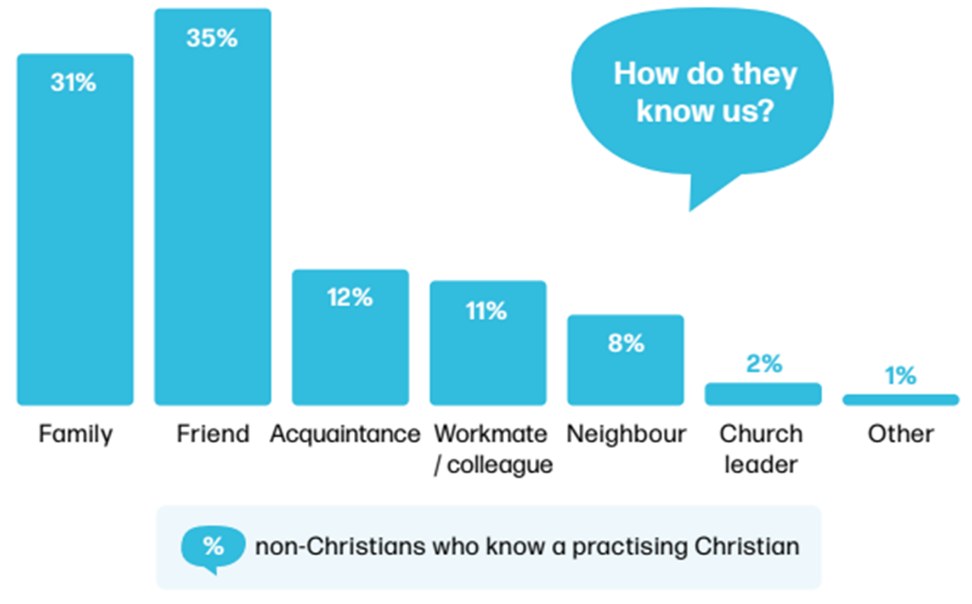 How do they
know us?
31%
35%
12%
11%
8%
2%
1%
Family
Friend
Acquaintance
Workmate
/ colleague
Neighbour
Church
leader
Other
% non-Christians who know a practising Christian